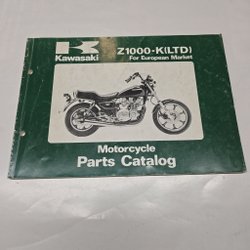 Kawasaki
Z1000-K(LTD)
For European Market
Motorcycle
Parts Catalog